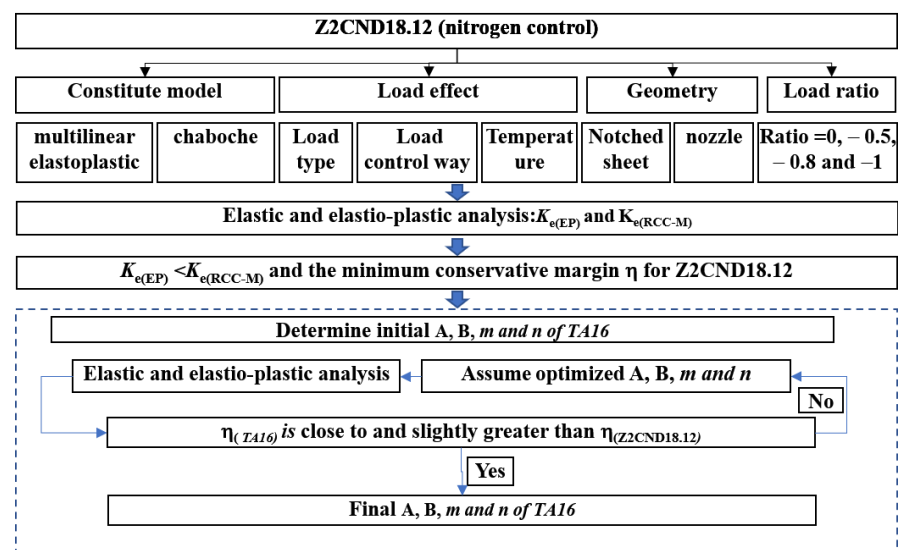 Z2CND18.12 (nitrogen control)
Constitute model
Load effect
Geometry
Load ratio
multilinear
elastoplastic
chaboche
Load
type
Load
control way
Temperat
ure
Notched
sheet
nozzle
Ratio =0, – 0.5,
– 0.8 and –1
Elastic and elastio-plastic analysis:Ke(EP) and Ke(RCC-M)
Ke(EP) <Ke(RCC-M) and the minimum conservative margin η for Z2CND18.12
Determine initial A, B, m and n of TA16
Elastic and elastio-plastic analysis
Assume optimized A, B, m and n
No
η( TA16) is close to and slightly greater than η(Z2CND18.12)
Yes
Final A, B, m and n of TA16